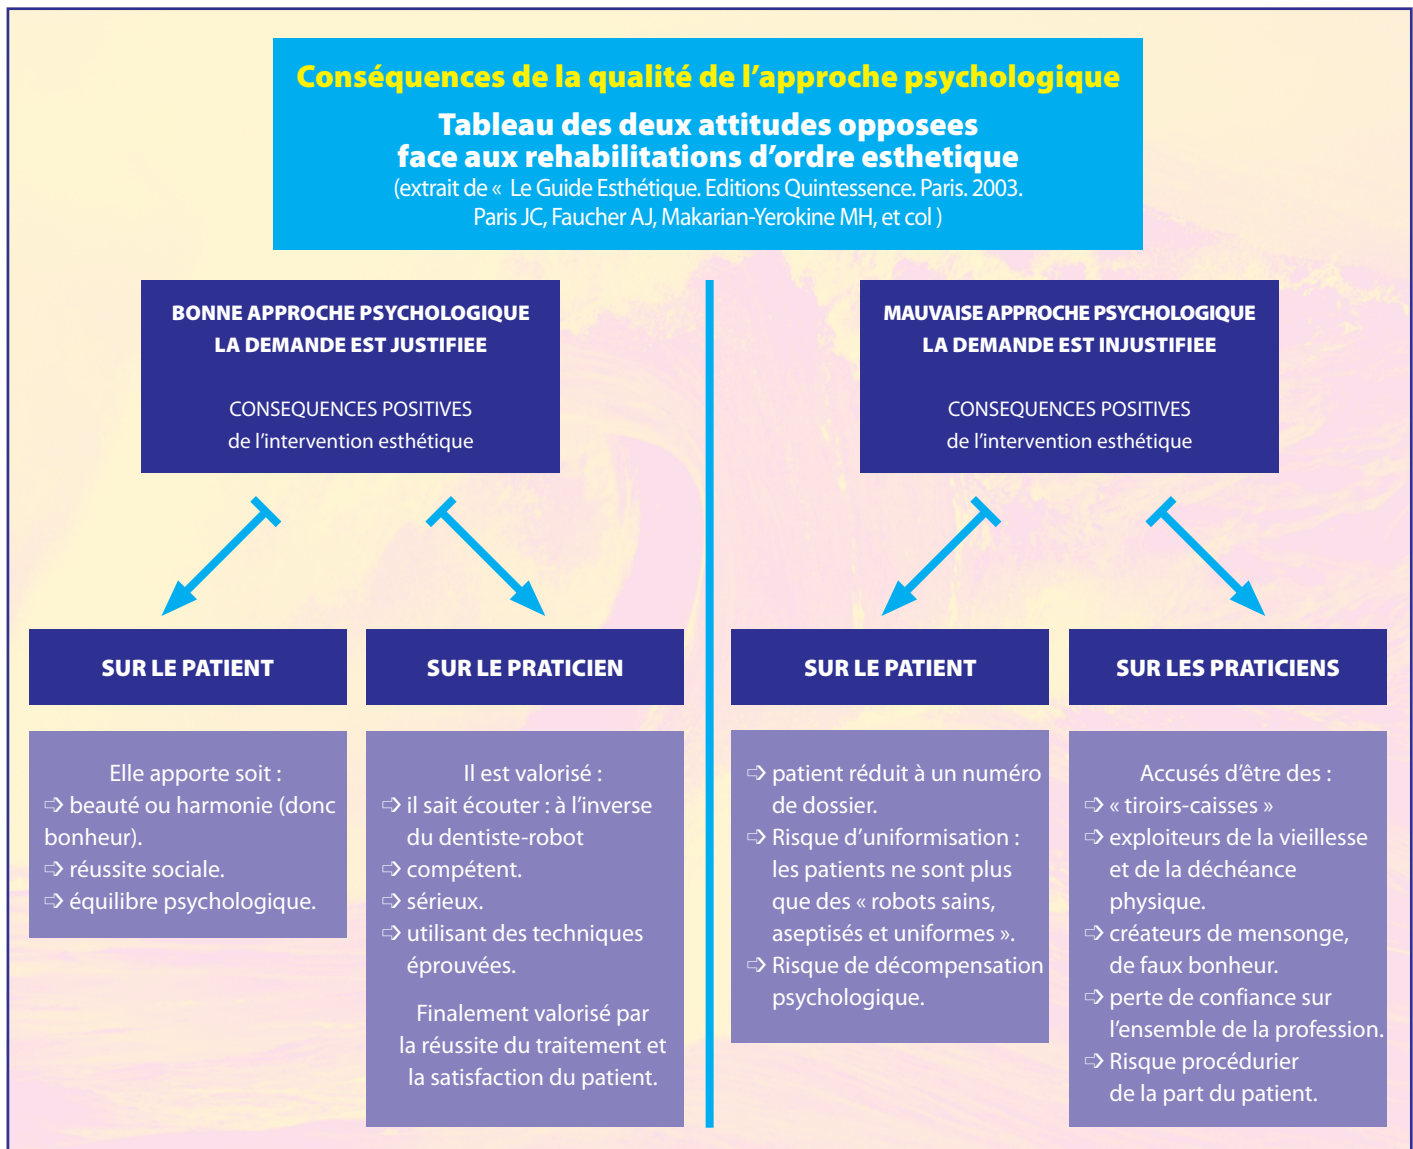 Conséquences de la qualité de l'approche psychologique
Tableau des deux attitudes opposees
face aux rehabilitations d'ordre esthetique
(extrait de « Le Guide Esthétique. Editions Quintessence. Paris. 2003.
Paris JC, Faucher AJ, Makarian-Yerokine MH, et col )
BONNE APPROCHE PSYCHOLOGIQUE
LA DEMANDE EST JUSTIFIEE
CONSEQUENCES POSITIVES
de l'intervention esthétique
SUR LE PATIENT
Elle apporte soit :
➩ beauté ou harmonie (donc
bonheur).
➩ réussite sociale.
➩ équilibre psychologique.
SUR LE PRATICIEN
Il est valorisé :
➩ il sait écouter : à l'inverse
du dentiste-robot
➩ compétent.
➩ sérieux.
➩ utilisant des techniques
éprouvées.
Finalement valorisé par
la réussite du traitement et
la satisfaction du patient.
MAUVAISE APPROCHE PSYCHOLOGIQUE
LA DEMANDE EST INJUSTIFIEE
CONSEQUENCES POSITIVES
de l'intervention esthétique
SUR LE PATIENT
➩ patient réduit à un numéro
de dossier.
➩ Risque d'uniformisation :
les patients ne sont plus
que des « robots sains,
aseptisés et uniformes ».
➩ Risque de décompensation
psychologique.
SUR LES PRATICIENS
Accusés d'être des :
➩ « tiroirs-caisses »
➩ exploiteurs de la vieillesse
et de la déchéance
physique.
➩ créateurs de mensonge,
de faux bonheur.
➩ perte de confiance sur
l'ensemble de la profession.
➩ Risque procédurier
de la part du patient.